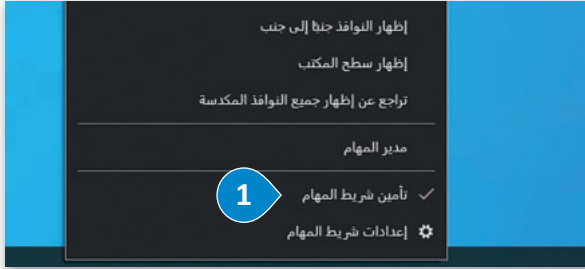 إظهار النوافذ جنبًا إلى جنب
إظهار سطح المكتب
تراجع عن إظهار جميع النوافذ المكدسة
مدير المهام
تأمين شريط المهام
1
إعدادات شريط المهام